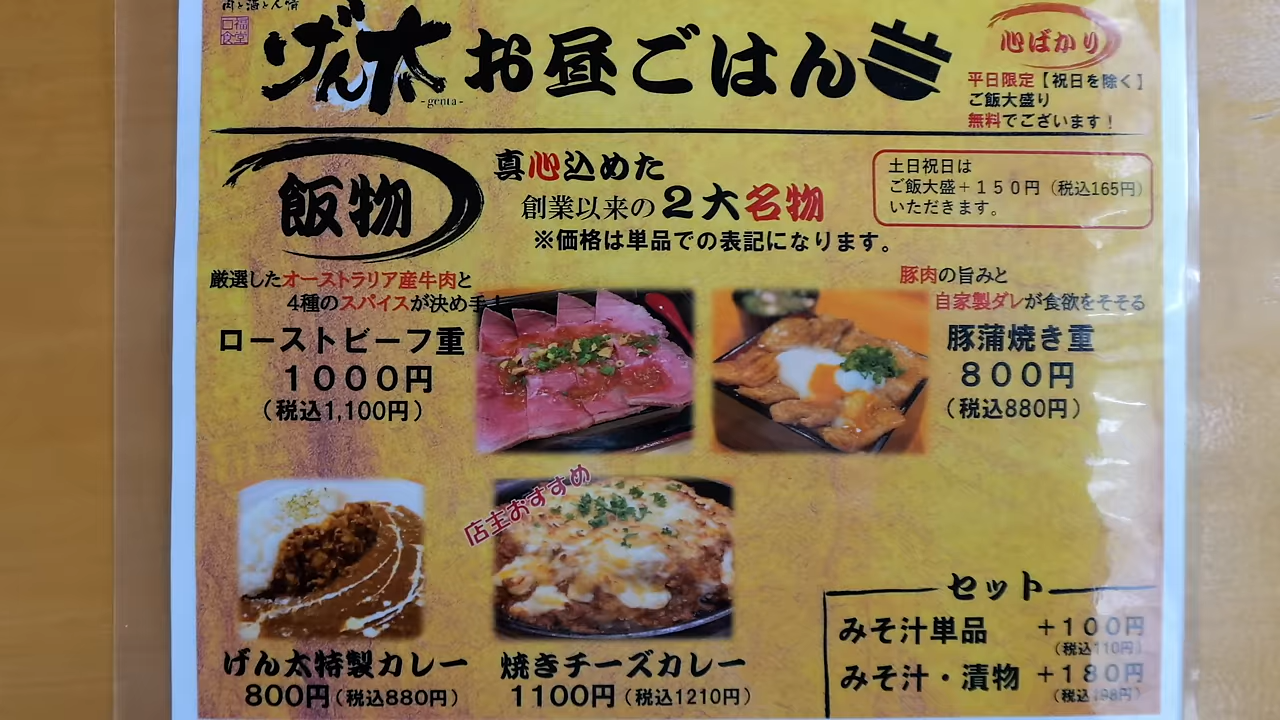 肉と酒と人情
口福食堂
げん太
-genta-
お昼ごはん
心ばかり
平日限定【祝日を除く】
ご飯大盛り
無料でございます！
飯物
真心込めた
創業以来の２大名物
※価格は単品での表記になります。
土日祝日は
ご飯大盛＋１５０円（税込165円）
いただきます。
厳選したオーストラリア産牛肉と
4種のスパイスが決め手！
ローストビーフ重
１０００円
（税込1,100円）
豚肉の旨みと
自家製ダレが食欲をそそる
豚蒲焼き重
８００円
（税込880円）
店主おすすめ
げん太特製カレー
800円（税込880円）
焼きチーズカレー
1100円（税込1210円）
セット
みそ汁単品 ＋１００円
（税込110円）
みそ汁・漬物 ＋１８０円
（税込198円）